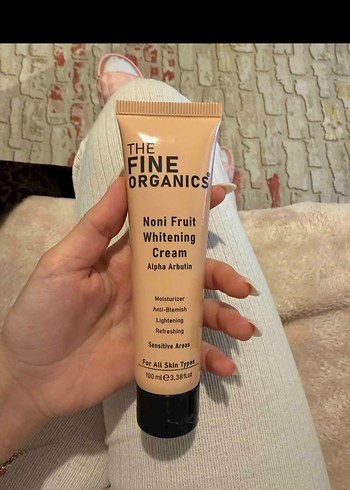 THE
FINE
ORGANICS
Noni Fruit
Whitening
Cream
Alpha Arbutin
Moisturizer
Anti-Blemish
Lightening
Refreshing
Sensitive Areas
For All Skin Types
100 ml ℮ 3,38fl.oz